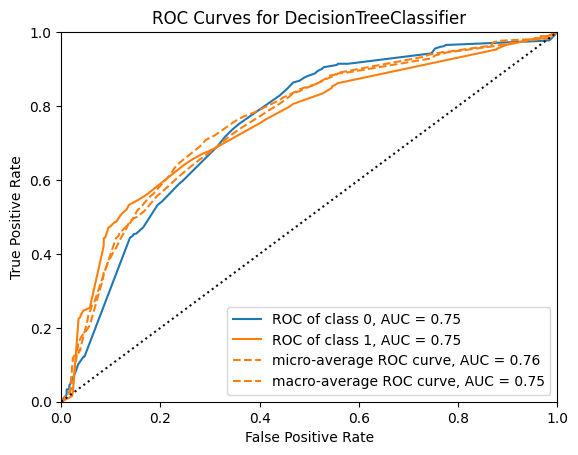 ROC Curves for DecisionTreeClassifier
1.0
0.8
0.6
0.4
0.2
0.0
True Positive Rate
ROC of class 0, AUC = 0.75
ROC of class 1, AUC = 0.75
micro-average ROC curve, AUC = 0.76
macro-average ROC curve, AUC = 0.75
0.0 0.2 0.4 0.6 0.8 1.0
False Positive Rate